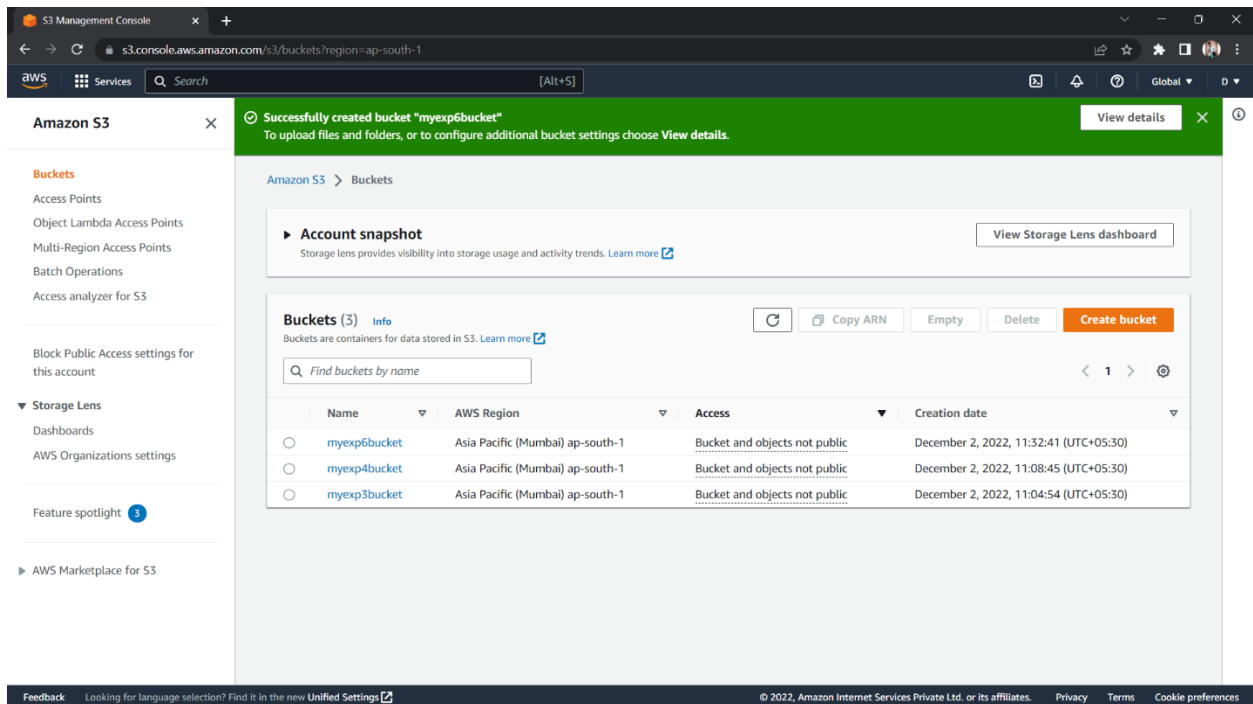 S3 Management Console
s3.console.aws.amazon.com/s3/buckets?region=ap-south-1
aws
Services
Search
[Alt+S]
Global
D
Amazon S3
Buckets
Access Points
Object Lambda Access Points
Multi-Region Access Points
Batch Operations
Access analyzer for S3
Block Public Access settings for
this account
Storage Lens
Dashboards
AWS Organizations settings
Feature spotlight 3
AWS Marketplace for S3
Successfully created bucket "myexp6bucket"
To upload files and folders, or to configure additional bucket settings choose View details.
View details
Amazon S3 > Buckets
Account snapshot
Storage lens provides visibility into storage usage and activity trends. Learn more
View Storage Lens dashboard
Buckets (3) Info
Buckets are containers for data stored in S3. Learn more
Copy ARN
Empty
Delete
Create bucket
Find buckets by name
1
Name AWS Region Access Creation date
myexp6bucket Asia Pacific (Mumbai) ap-south-1 Bucket and objects not public December 2, 2022, 11:32:41 (UTC+05:30)
myexp4bucket Asia Pacific (Mumbai) ap-south-1 Bucket and objects not public December 2, 2022, 11:08:45 (UTC+05:30)
myexp3bucket Asia Pacific (Mumbai) ap-south-1 Bucket and objects not public December 2, 2022, 11:04:54 (UTC+05:30)
Feedback Looking for language selection? Find it in the new Unified Settings © 2022, Amazon Internet Services Private Ltd. or its affiliates. Privacy Terms Cookie preferences